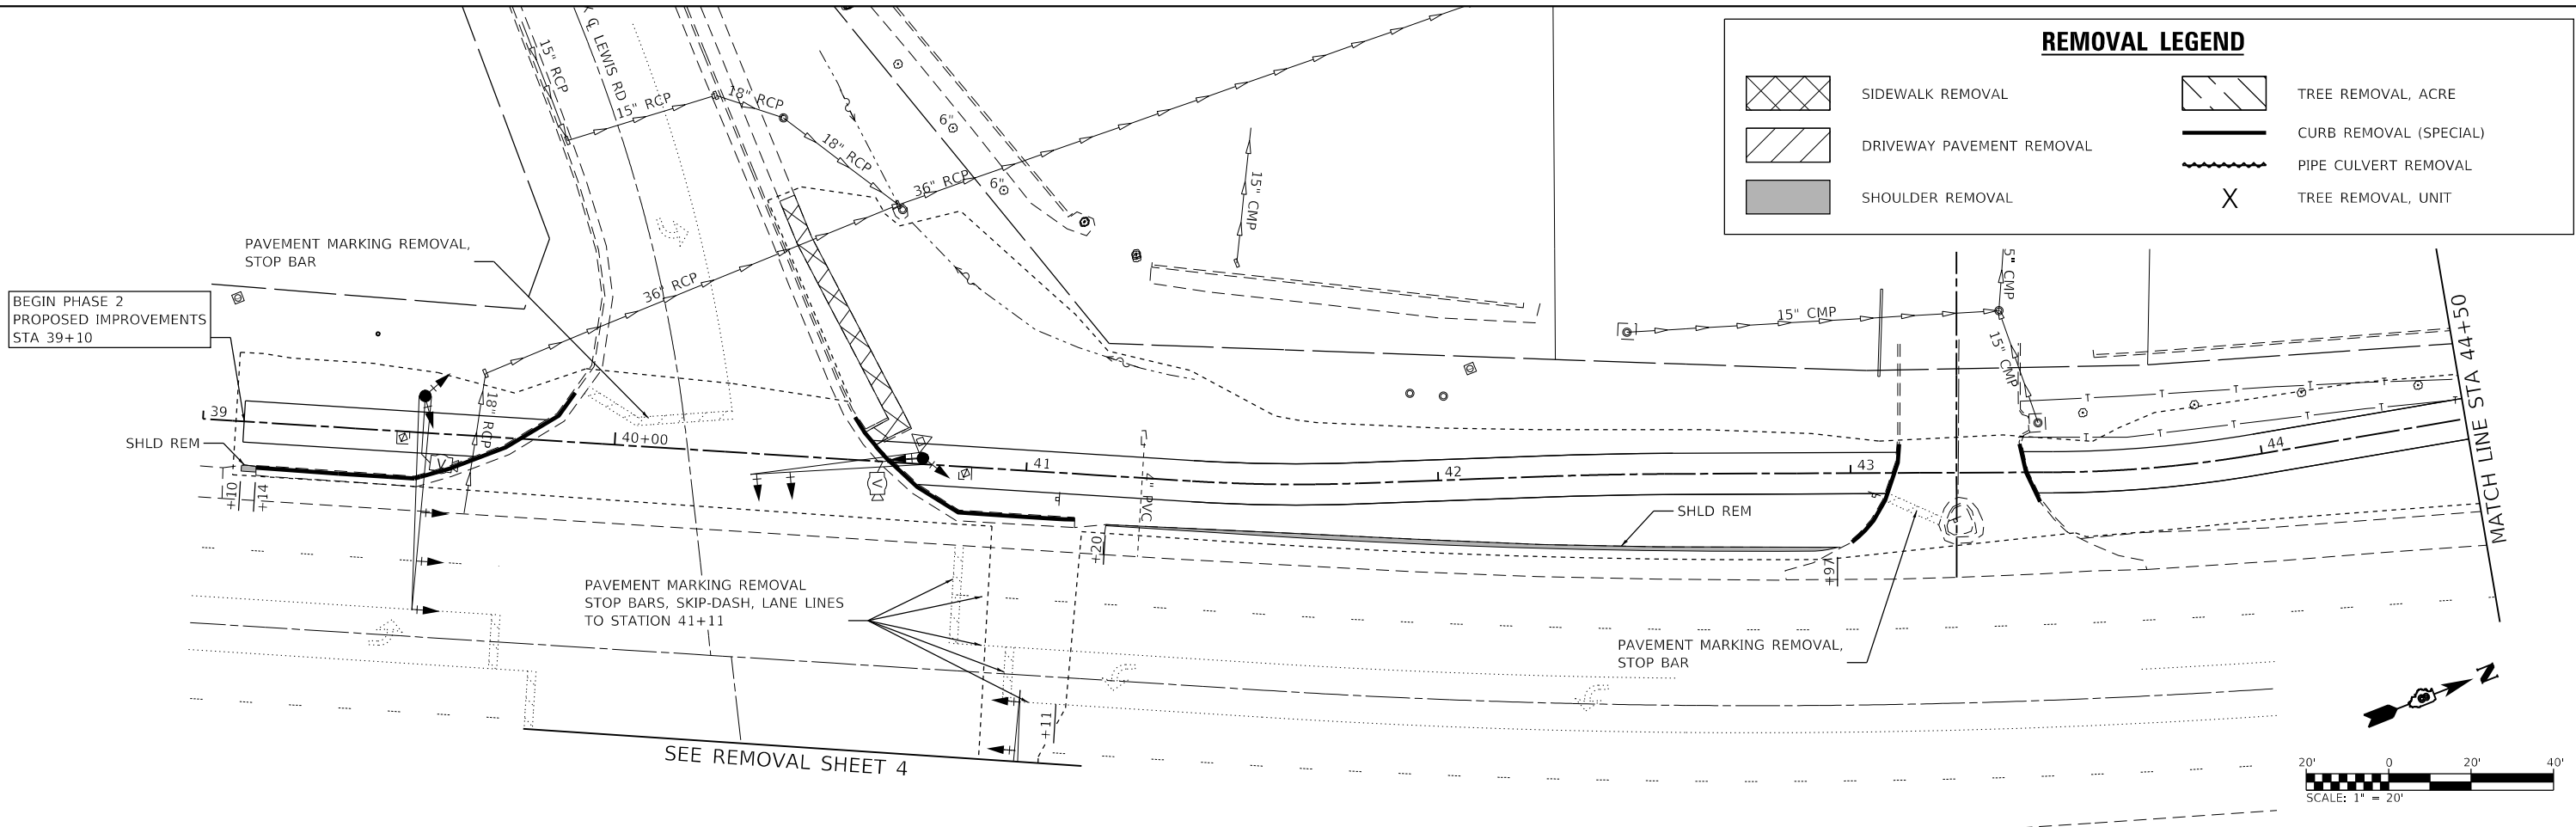 REMOVAL LEGEND
SIDEWALK REMOVAL
DRIVEWAY PAVEMENT REMOVAL
SHOULDER REMOVAL
TREE REMOVAL, ACRE
CURB REMOVAL (SPECIAL)
PIPE CULVERT REMOVAL
X
TREE REMOVAL, UNIT
15" RCP
LEWIS RD
15" RCP
18" RCP
18" RCP
36" RCP
36" RCP
6"
6"
15" CMP
PAVEMENT MARKING REMOVAL,
STOP BAR
BEGIN PHASE 2
PROPOSED IMPROVEMENTS
STA 39+10
SHLD REM
39
18" RCP
40+00
41
42
43
44
+10
+14
V
V
4" PVC
+20
SHLD REM
+97
15" CMP
5" CMP
15" CMP
T T T T
T T T T T T
MATCH LINE STA 44+50
PAVEMENT MARKING REMOVAL
STOP BARS, SKIP-DASH, LANE LINES
TO STATION 41+11
PAVEMENT MARKING REMOVAL,
STOP BAR
+11
SEE REMOVAL SHEET 4
N
20' 0 20' 40'
SCALE: 1" = 20'